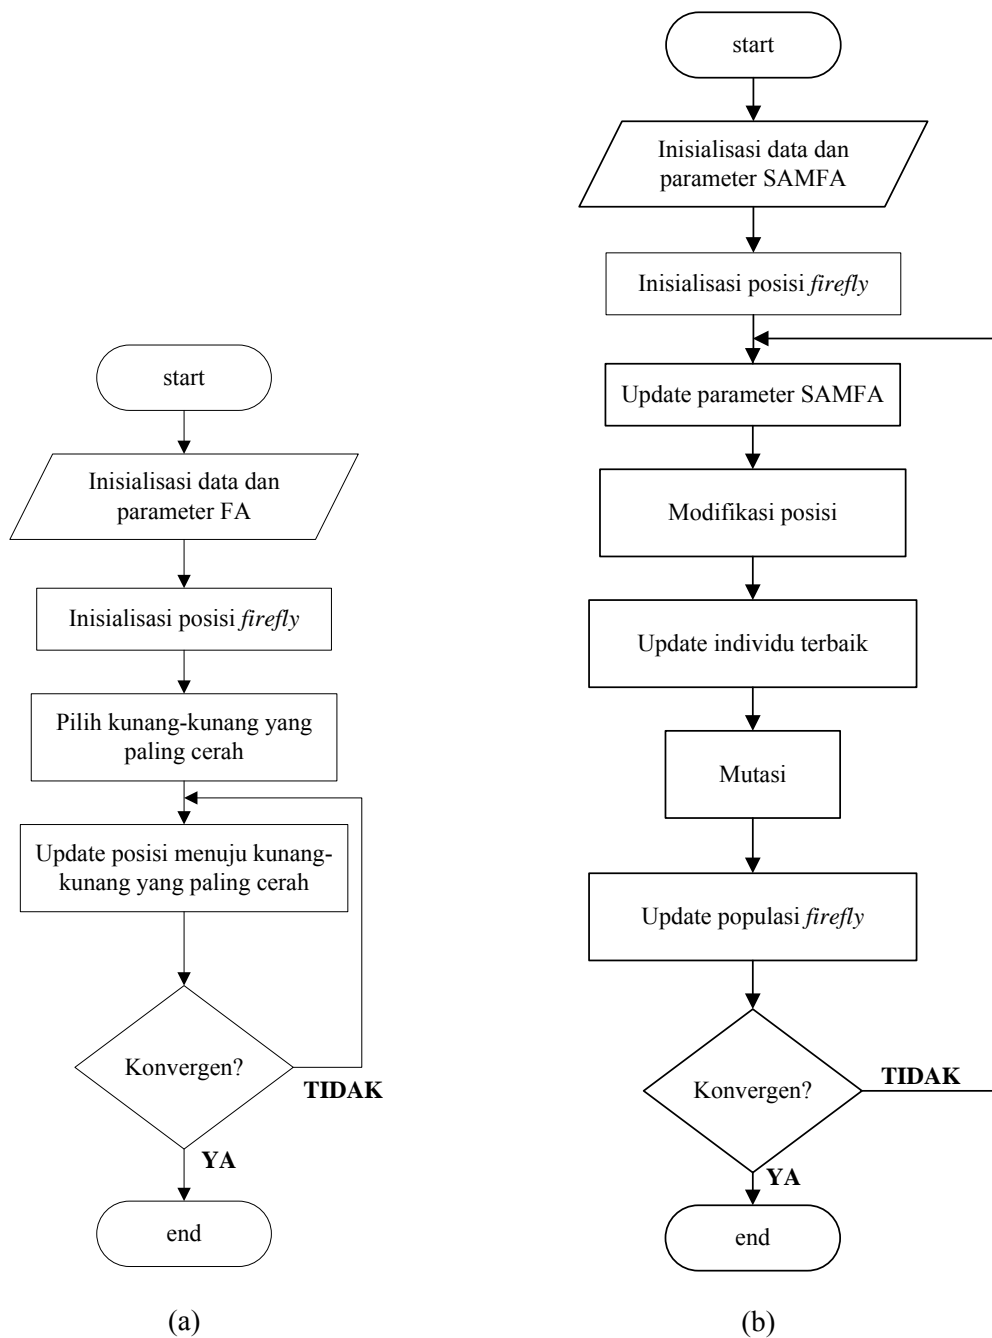 start
Inisialisasi data dan
parameter FA
Inisialisasi posisi firefly
Pilih kunang-kunang yang
paling cerah
Update posisi menuju kunang-
kunang yang paling cerah
Konvergen?
TIDAK
YA
end
(a)
start
Inisialisasi data dan
parameter SAMFA
Inisialisasi posisi firefly
Update parameter SAMFA
Modifikasi posisi
Update individu terbaik
Mutasi
Update populasi firefly
Konvergen?
TIDAK
YA
end
(b)